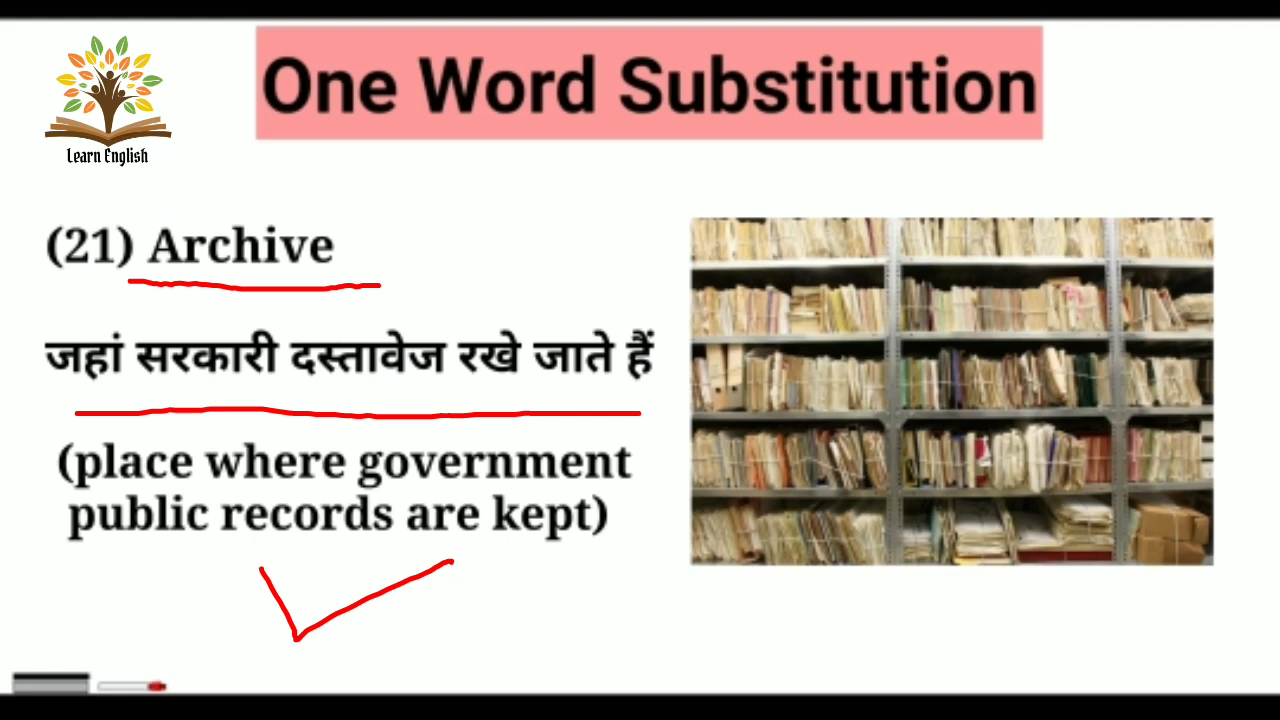 One Word Substitution
Learn English
(21) Archive
जहां सरकारी दस्तावेज रखे जाते हैं
(place where government
public records are kept)